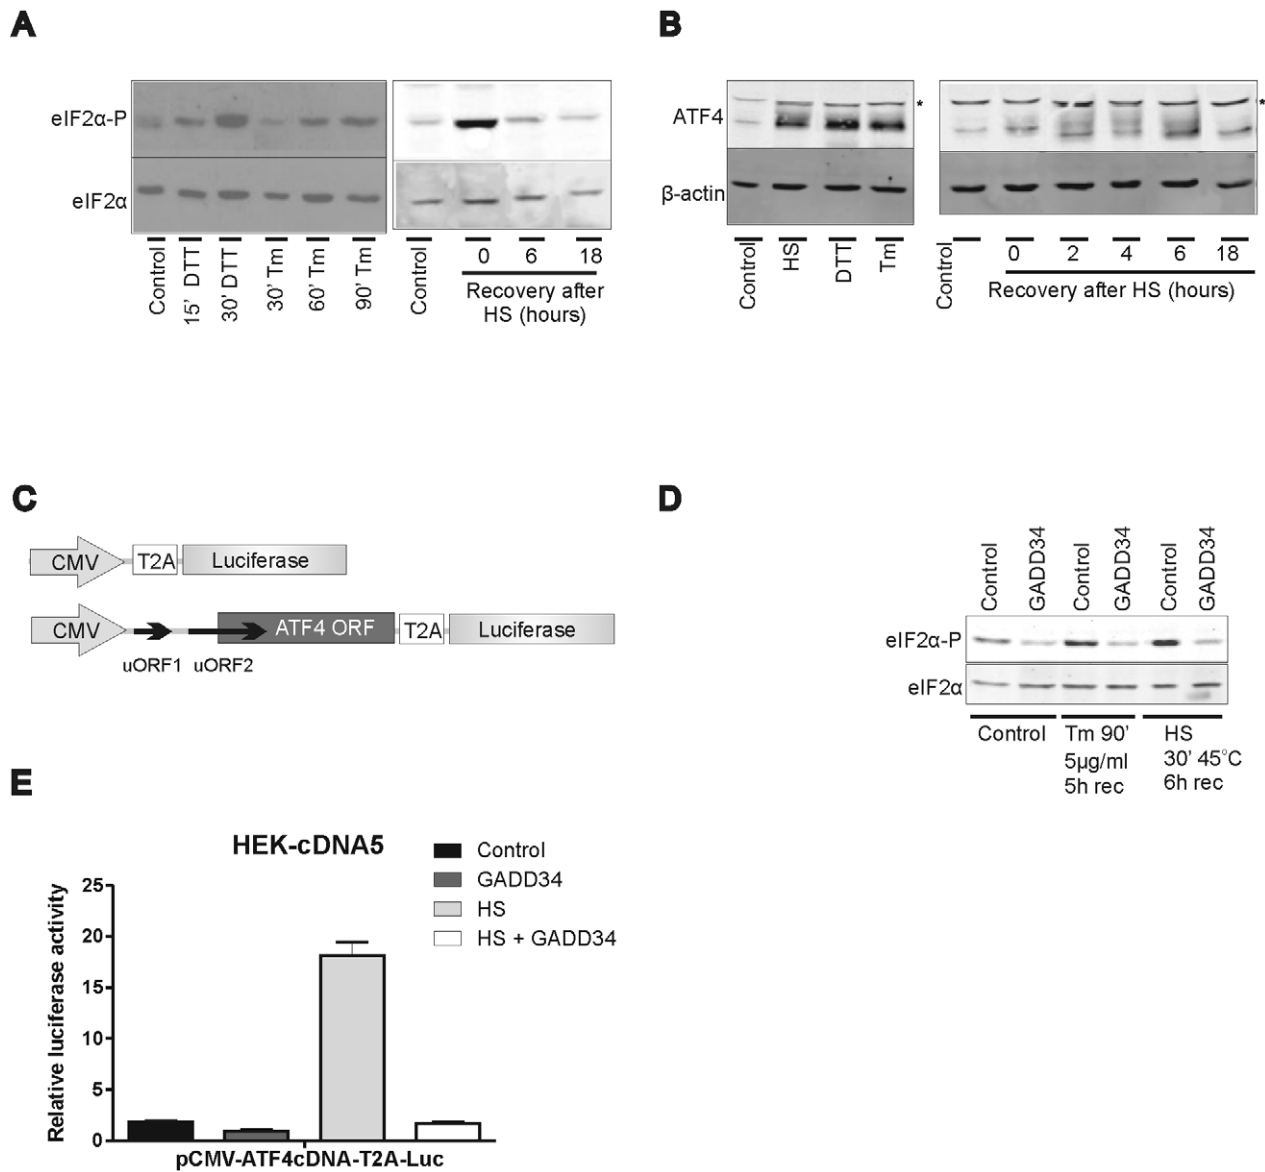 A
eIF2α-P
eIF2α
Control
15' DTT
30' DTT
30' Tm
60' Tm
90' Tm
Control
0 6 18
Recovery after
HS (hours)
B
ATF4
β-actin
*
*
Control
HS
DTT
Tm
Control
0 2 4 6 18
Recovery after HS (hours)
C
CMV T2A Luciferase
CMV ATF4 ORF T2A Luciferase
uORF1 uORF2
D
Control
GADD34
Control
GADD34
Control
GADD34
eIF2α-P
eIF2α
Control
Tm 90'
5µg/ml
5h rec
HS
30' 45°C
6h rec
E
HEK-cDNA5
Control
GADD34
HS
HS + GADD34
Relative luciferase activity
25
20
15
10
5
0
pCMV-ATF4cDNA-T2A-Luc